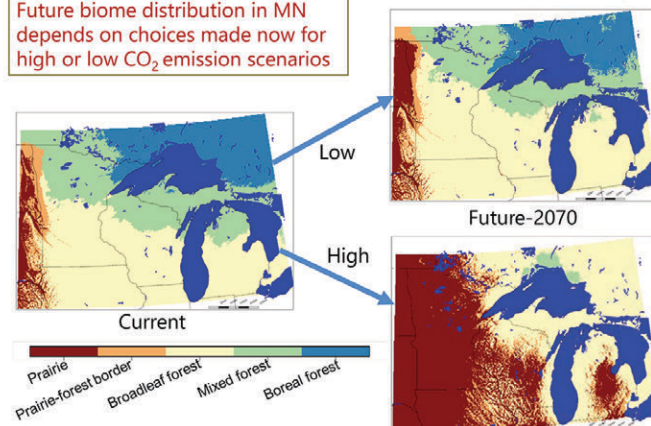 Future biome distribution in MN
depends on choices made now for
high or low CO₂ emission scenarios
Low
Future-2070
High
Current
Prairie
Prairie-forest border
Broadleaf forest
Mixed forest
Boreal forest